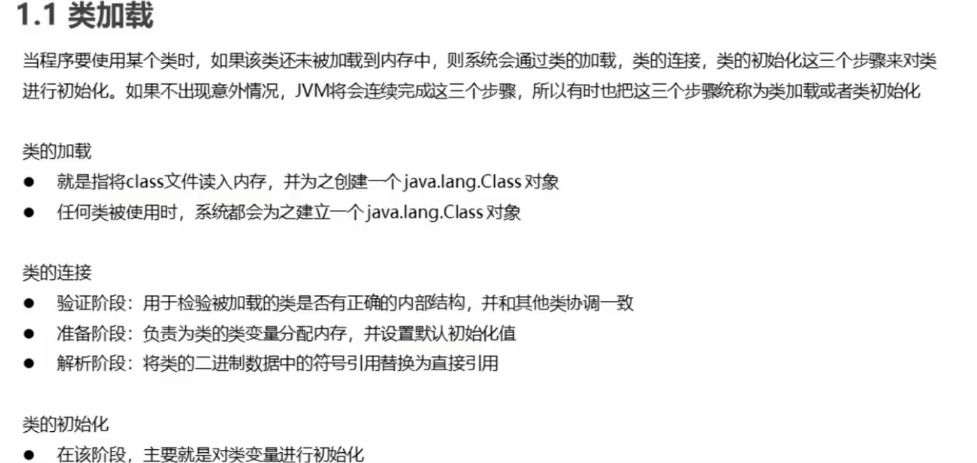 1.1 类加载
当程序要使用某个类时，如果该类还未被加载到内存中，则系统会通过类的加载，类的连接，类的初始化这三个步骤来对类
进行初始化。如果不出现意外情况，JVM将会连续完成这三个步骤，所以有时也把这三个步骤统称为类加载或者类初始化
类的加载
● 就是指将class文件读入内存，并为之创建一个 java.lang.Class 对象
● 任何类被使用时，系统都会为之建立一个 java.lang.Class 对象
类的连接
● 验证阶段：用于检验被加载的类是否有正确的内部结构，并和其他类协调一致
● 准备阶段：负责为类的类变量分配内存，并设置默认初始化值
● 解析阶段：将类的二进制数据中的符号引用替换为直接引用
类的初始化
● 在该阶段，主要就是对类变量进行初始化